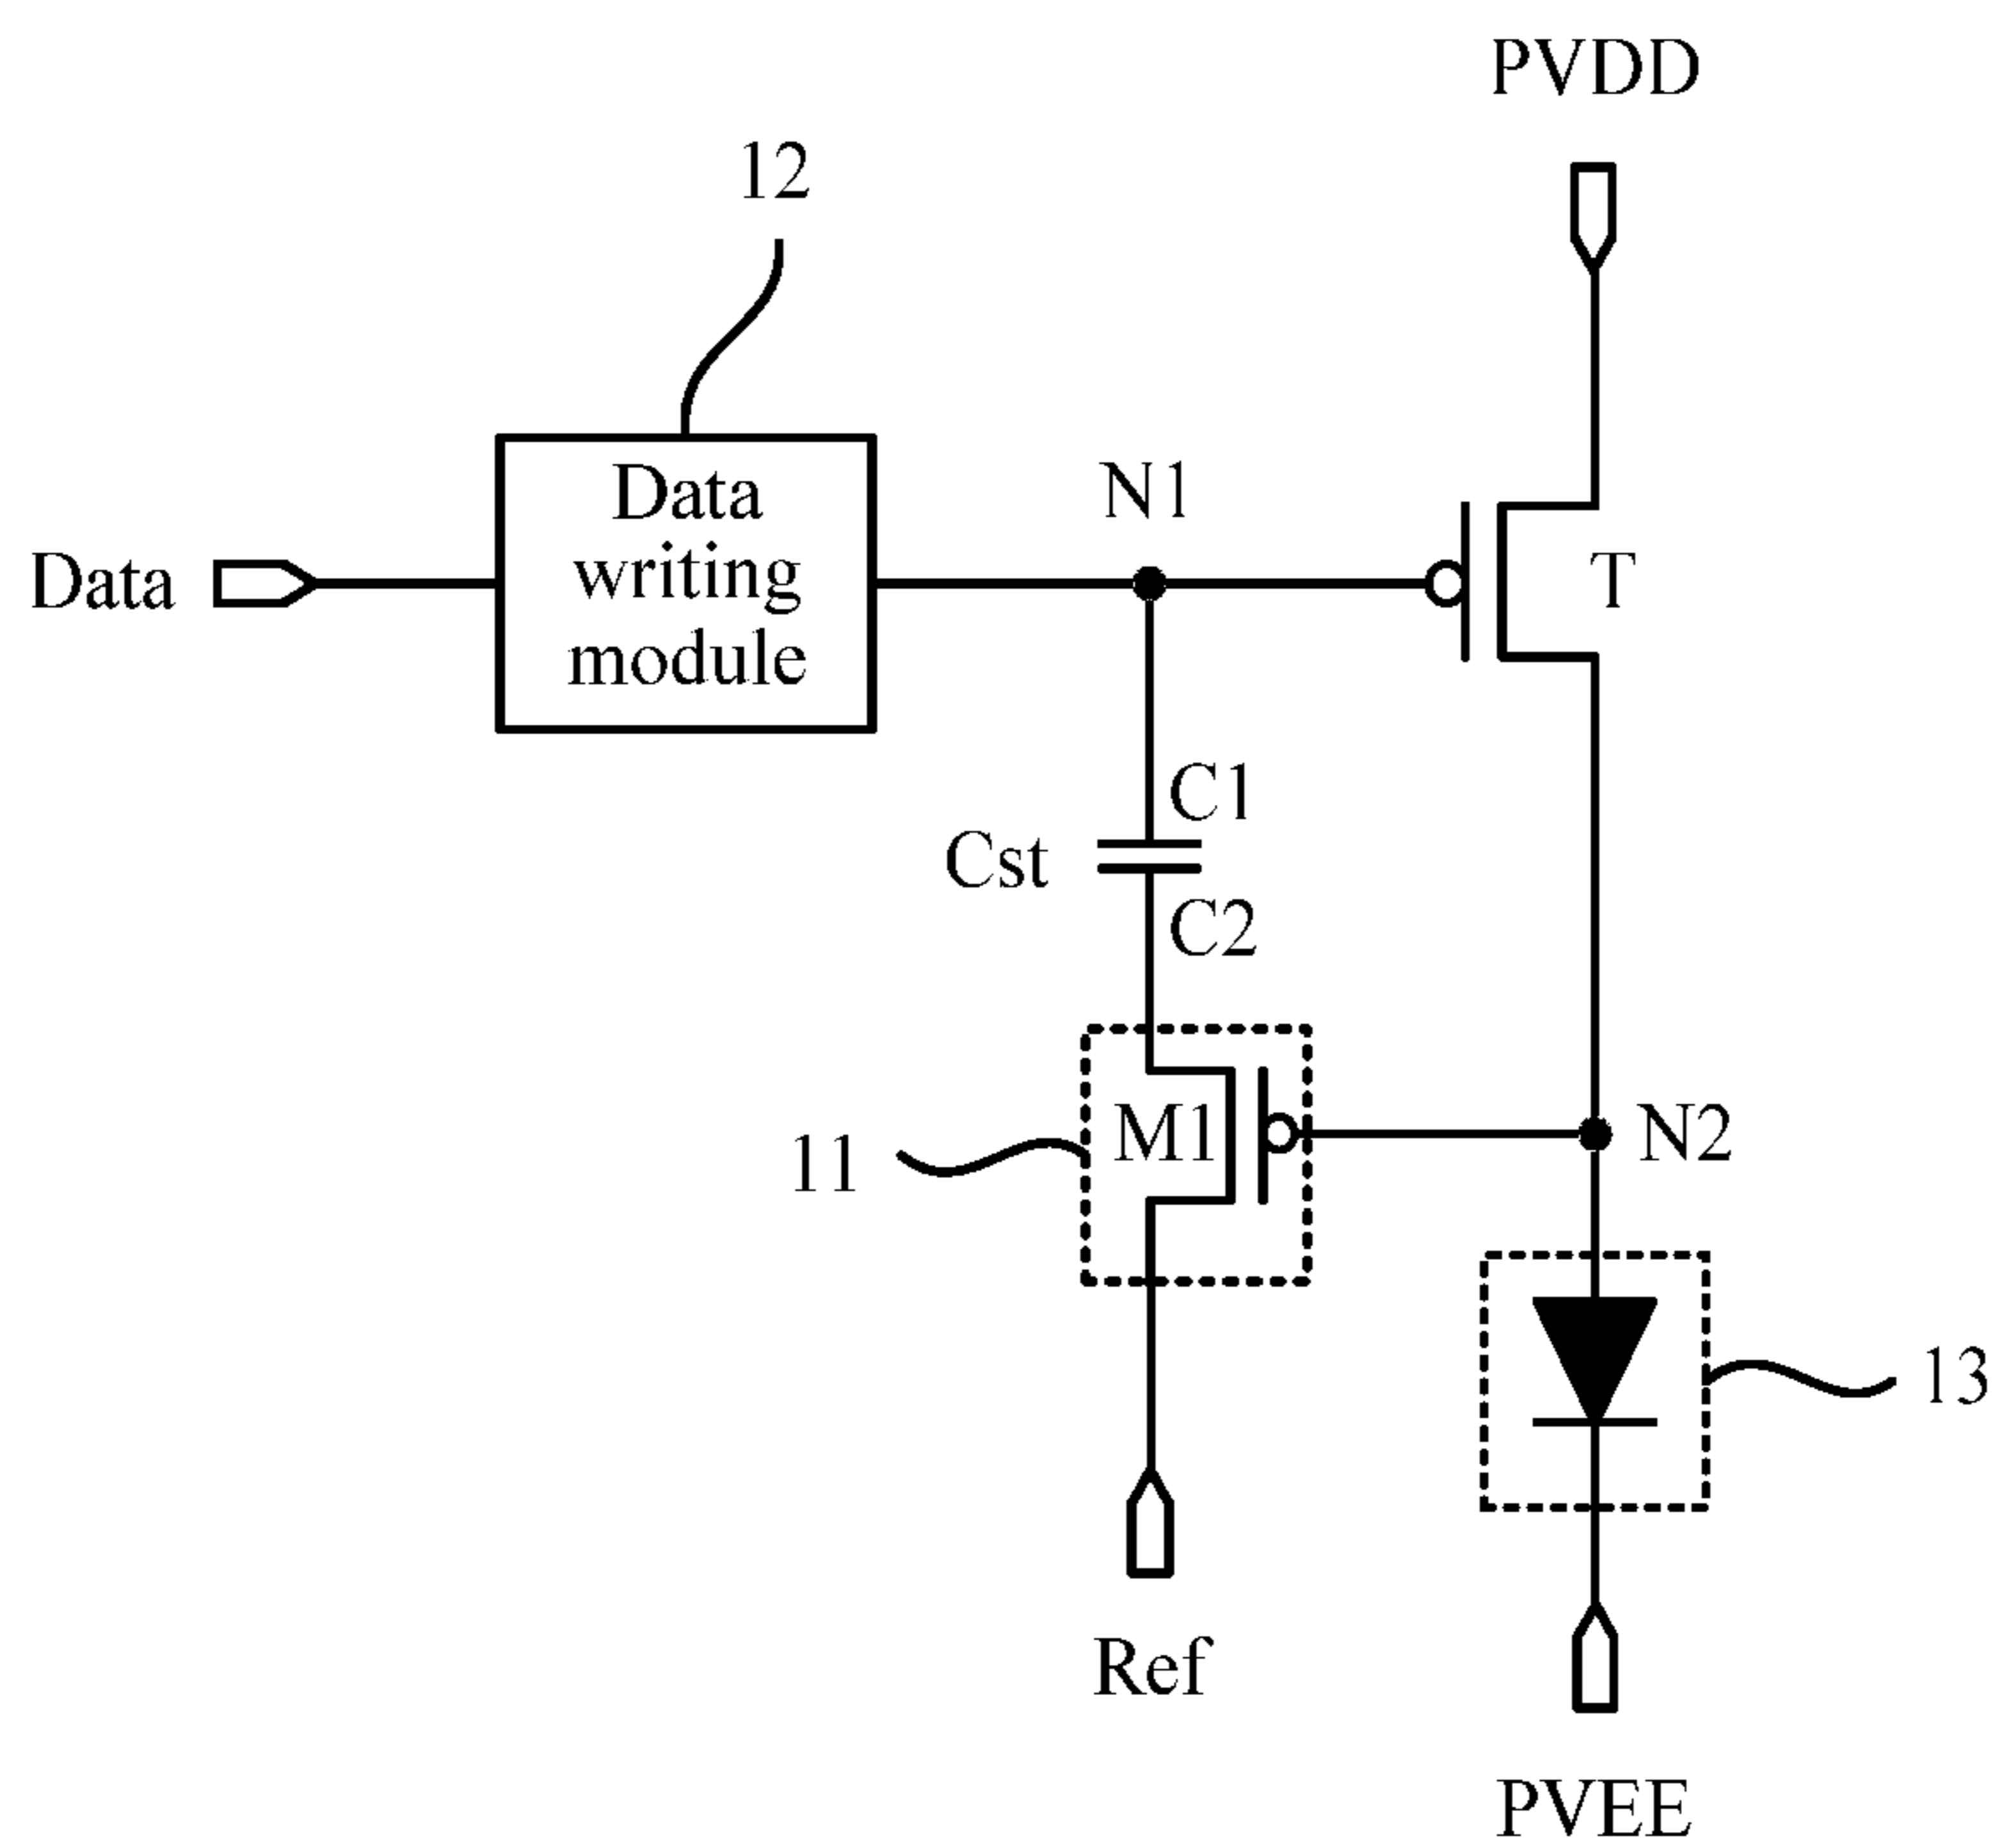 PVDD
12
Data
writing
module
Data
N1
T
C1
Cst
C2
M1
11
N2
13
Ref
PVEE